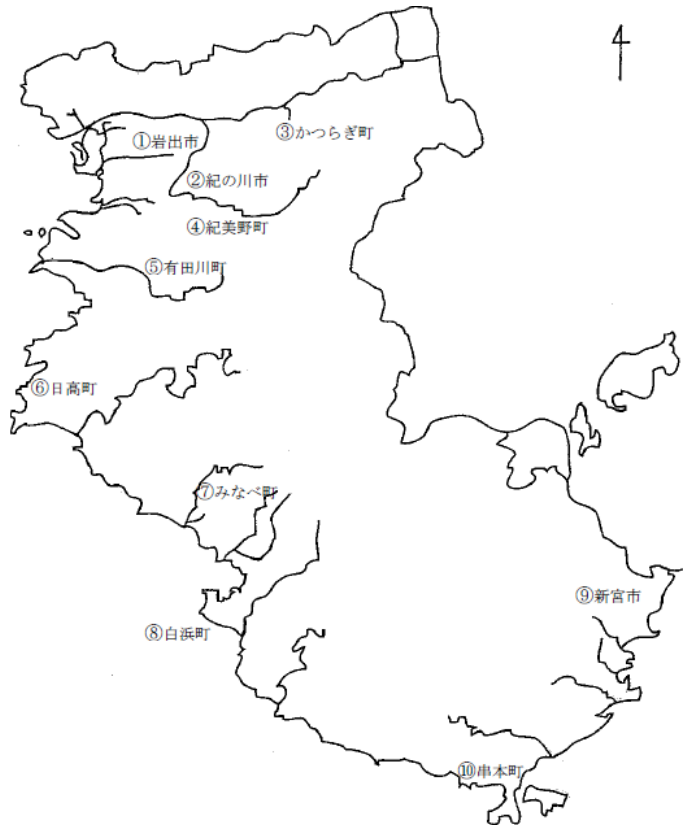 ①岩出市
②紀の川市
③かつらぎ町
④紀美野町
⑤有田川町
⑥日高町
⑦みなべ町
⑧白浜町
⑨新宮市
⑩串本町